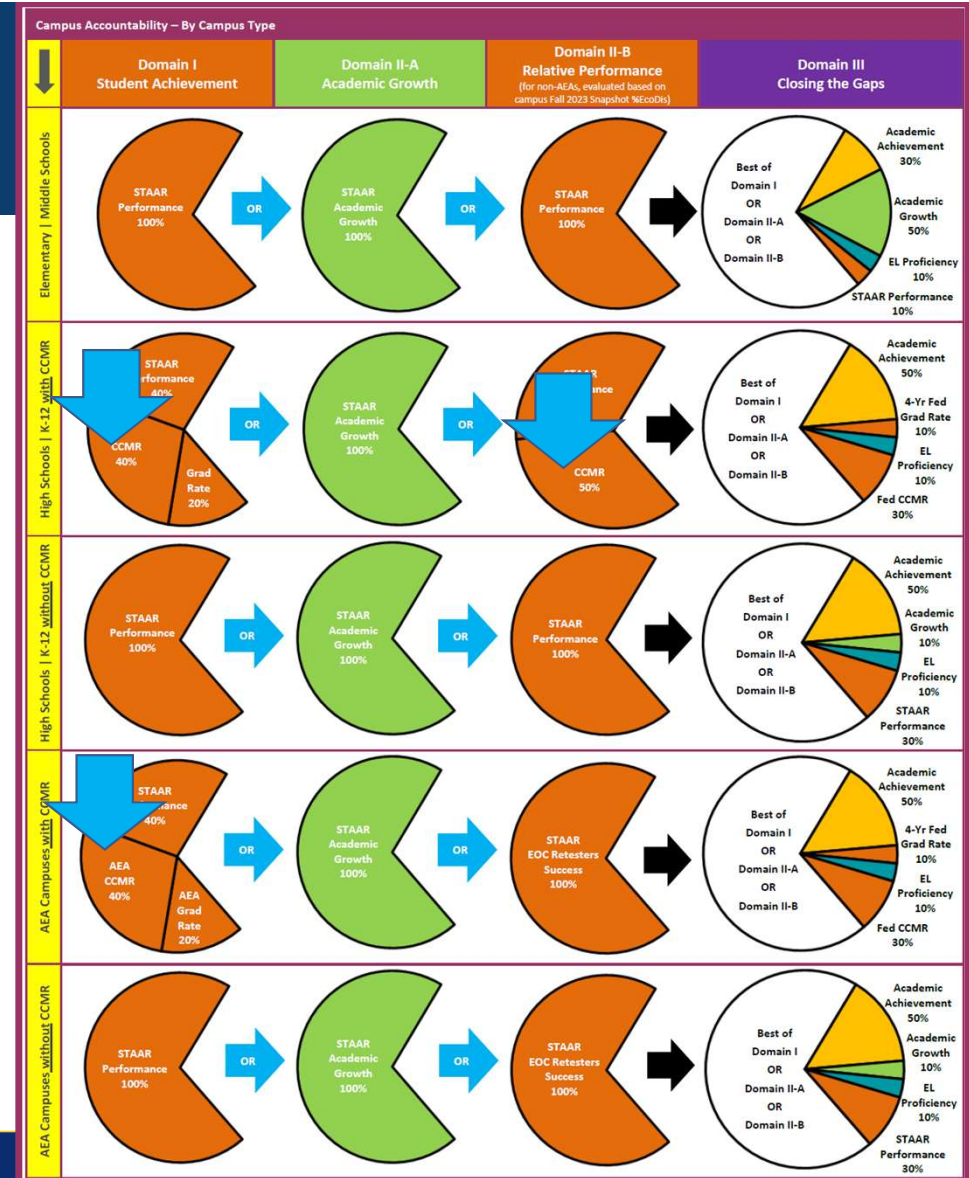 Campus Accountability – By Campus Type
Domain I
Student Achievement
Domain II-A
Academic Growth
Domain II-B
Relative Performance
(for non-AEAs, evaluated based on
campus Fall 2023 Snapshot %EcoDis)
Domain III
Closing the Gaps
Elementary | Middle Schools
STAAR
Performance
100%
OR
STAAR
Academic
Growth
100%
OR
STAAR
Performance
100%
Best of
Domain I
OR
Domain II-A
OR
Domain II-B
Academic
Achievement
30%
Academic
Growth
50%
EL Proficiency
10%
STAAR Performance
10%
High Schools | K-12 with CCMR
STAAR
40%
CCMR
40%
Grad
Rate
20%
OR
STAAR
Academic
Growth
100%
OR
CCMR
50%
Best of
Domain I
OR
Domain II-A
OR
Domain II-B
Academic
Achievement
50%
4-Yr Fed
Grad Rate
10%
EL
Proficiency
10%
Fed CCMR
30%
High Schools | K-12 without CCMR
STAAR
Performance
100%
OR
STAAR
Academic
Growth
100%
OR
STAAR
Performance
100%
Best of
Domain I
OR
Domain II-A
OR
Domain II-B
Academic
Achievement
50%
Academic
Growth
10%
EL
Proficiency
10%
STAAR
Performance
30%
AEA Campuses with CCMR
STAAR
40%
AEA
CCMR
40%
AEA
Grad
Rate
20%
OR
STAAR
Academic
Growth
100%
OR
STAAR
EOC Retesters
Success
100%
Best of
Domain I
OR
Domain II-A
OR
Domain II-B
Academic
Achievement
50%
4-Yr Fed
Grad Rate
10%
EL
Proficiency
10%
Fed CCMR
30%
AEA Campuses without CCMR
STAAR
Performance
100%
OR
STAAR
Academic
Growth
100%
OR
STAAR
EOC Retesters
Success
100%
Best of
Domain I
OR
Domain II-A
OR
Domain II-B
Academic
Achievement
50%
Academic
Growth
10%
EL
Proficiency
10%
STAAR
Performance
30%